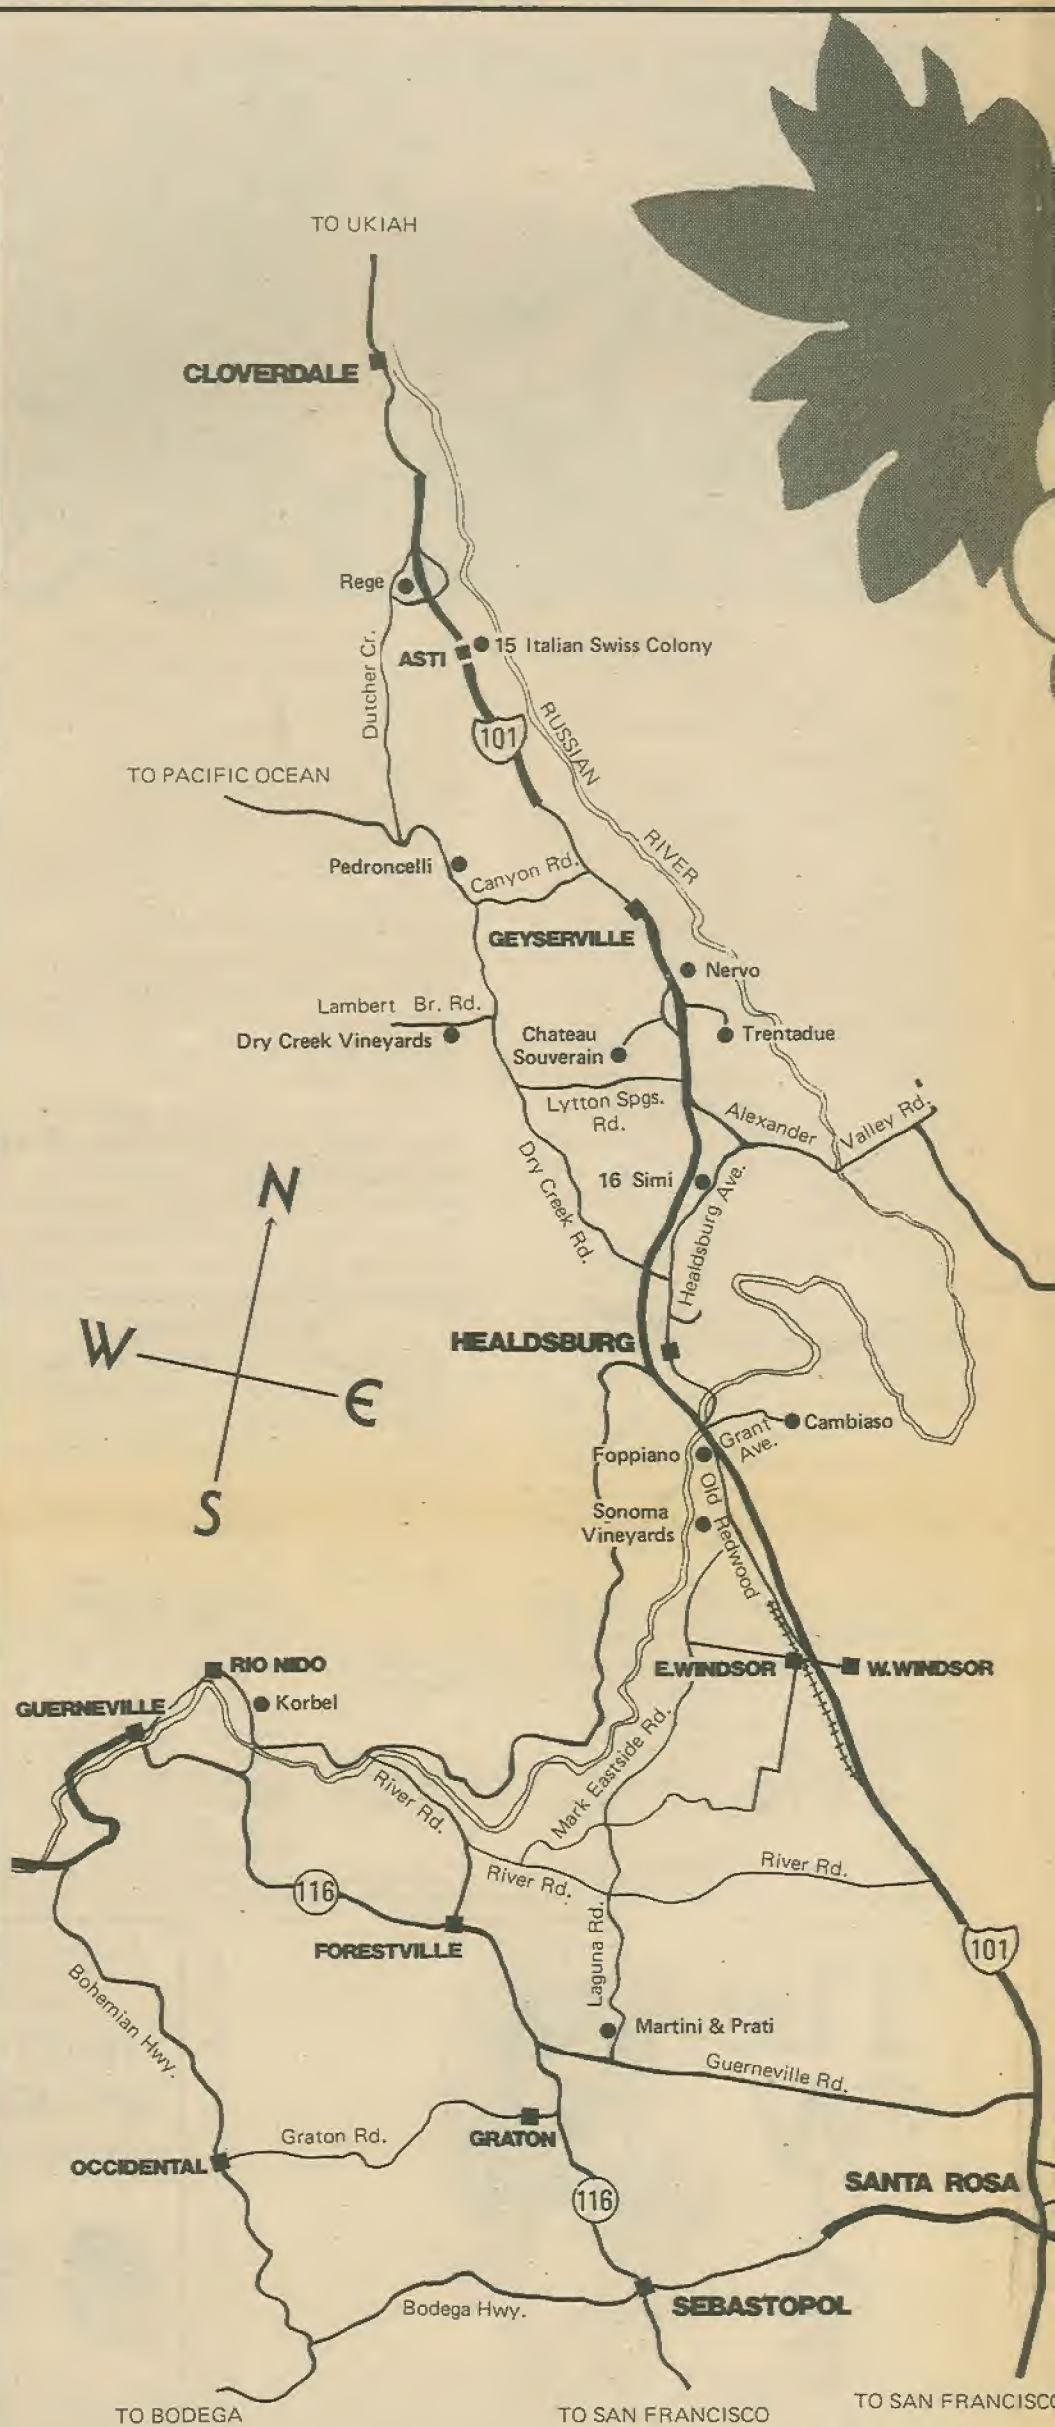 TO UKIAH
CLOVERDALE
Rege
15 Italian Swiss Colony
ASTI
Dutcher Cr.
101
RUSSIAN RIVER
TO PACIFIC OCEAN
Pedroncelli
Canyon Rd.
GEYSERVILLE
Nervo
Lambert Br. Rd.
Dry Creek Vineyards
Chateau
Souverain
Trentadue
Lytton Spgs.
Rd.
Alexander Valley Rd.
Dry Creek Rd.
16 Simi
Healdsburg Ave.
N
W
E
S
HEALDSBURG
Cambiaso
Grant
Ave.
Foppiano
Old Redwood
Sonoma
Vineyards
RIO NIDO
E.WINDSOR
W.WINDSOR
GUERNEVILLE
Korbel
Mark Eastside Rd.
River Rd.
River Rd.
River Rd.
116
FORESTVILLE
Laguna Rd.
101
Bohemian Hwy.
Martini & Prati
Guerneville Rd.
Graton Rd.
GRATON
OCCIDENTAL
SANTA ROSA
116
Bodega Hwy.
SEBASTOPOL
TO BODEGA
TO SAN FRANCISCO
TO SAN FRANCISCO